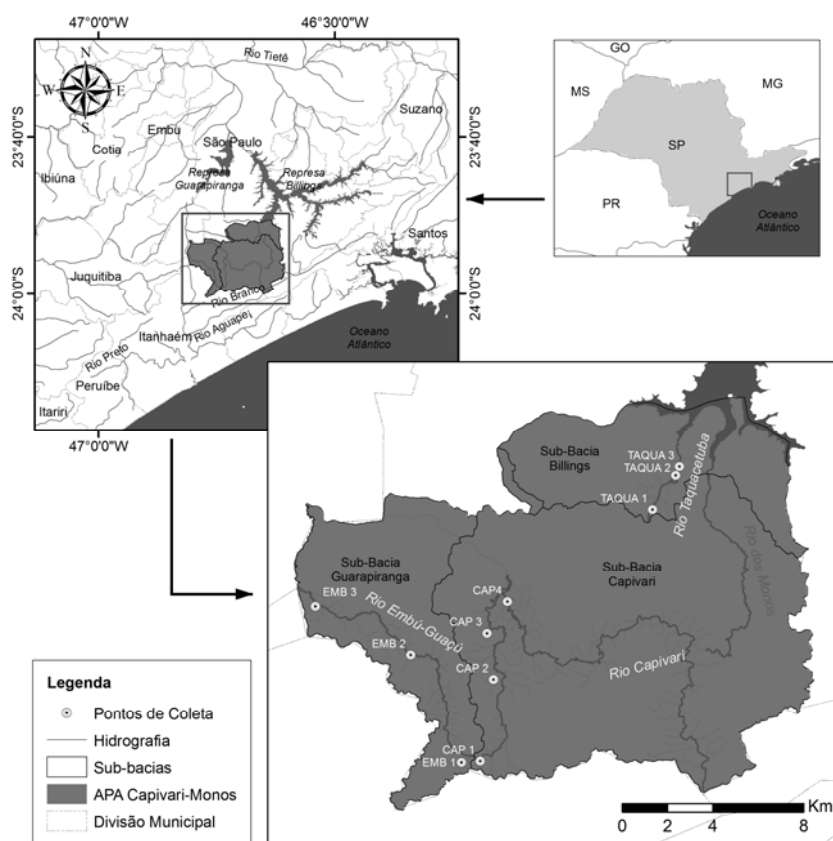 47°0'0"W
46°30'0"S
23°40'0"S
24°0'0"S
47°0'0"W
N
W
E
S
Rio Tietê
Suzano
Embu
São Paulo
Cotia
Ibiúna
Represa
Guarapiranga
Represa
Billings
Santos
Juquitiba
Rio Branco
Itanhaém
Rio Aguapeí
Rio Preto
Peruíbe
Itariri
Oceano
Atlântico
23°40'0"S
24°0'0"S
GO
MS
MG
SP
PR
Oceano
Atlântico
Sub-Bacia
Billings
TAQUA 3
TAQUA 2
TAQUA 1
Rio Taquacetuba
Sub-Bacia
Guarapiranga
Sub-Bacia
Capivari
Rio dos Monos
EMB 3
Rio Embú-Guaçú
CAP4
CAP 3
EMB 2
CAP 2
Rio Capivari
CAP 1
EMB 1
Legenda
Pontos de Coleta
Hidrografia
Sub-bacias
APA Capivari-Monos
Divisão Municipal
Km
0 2 4 8